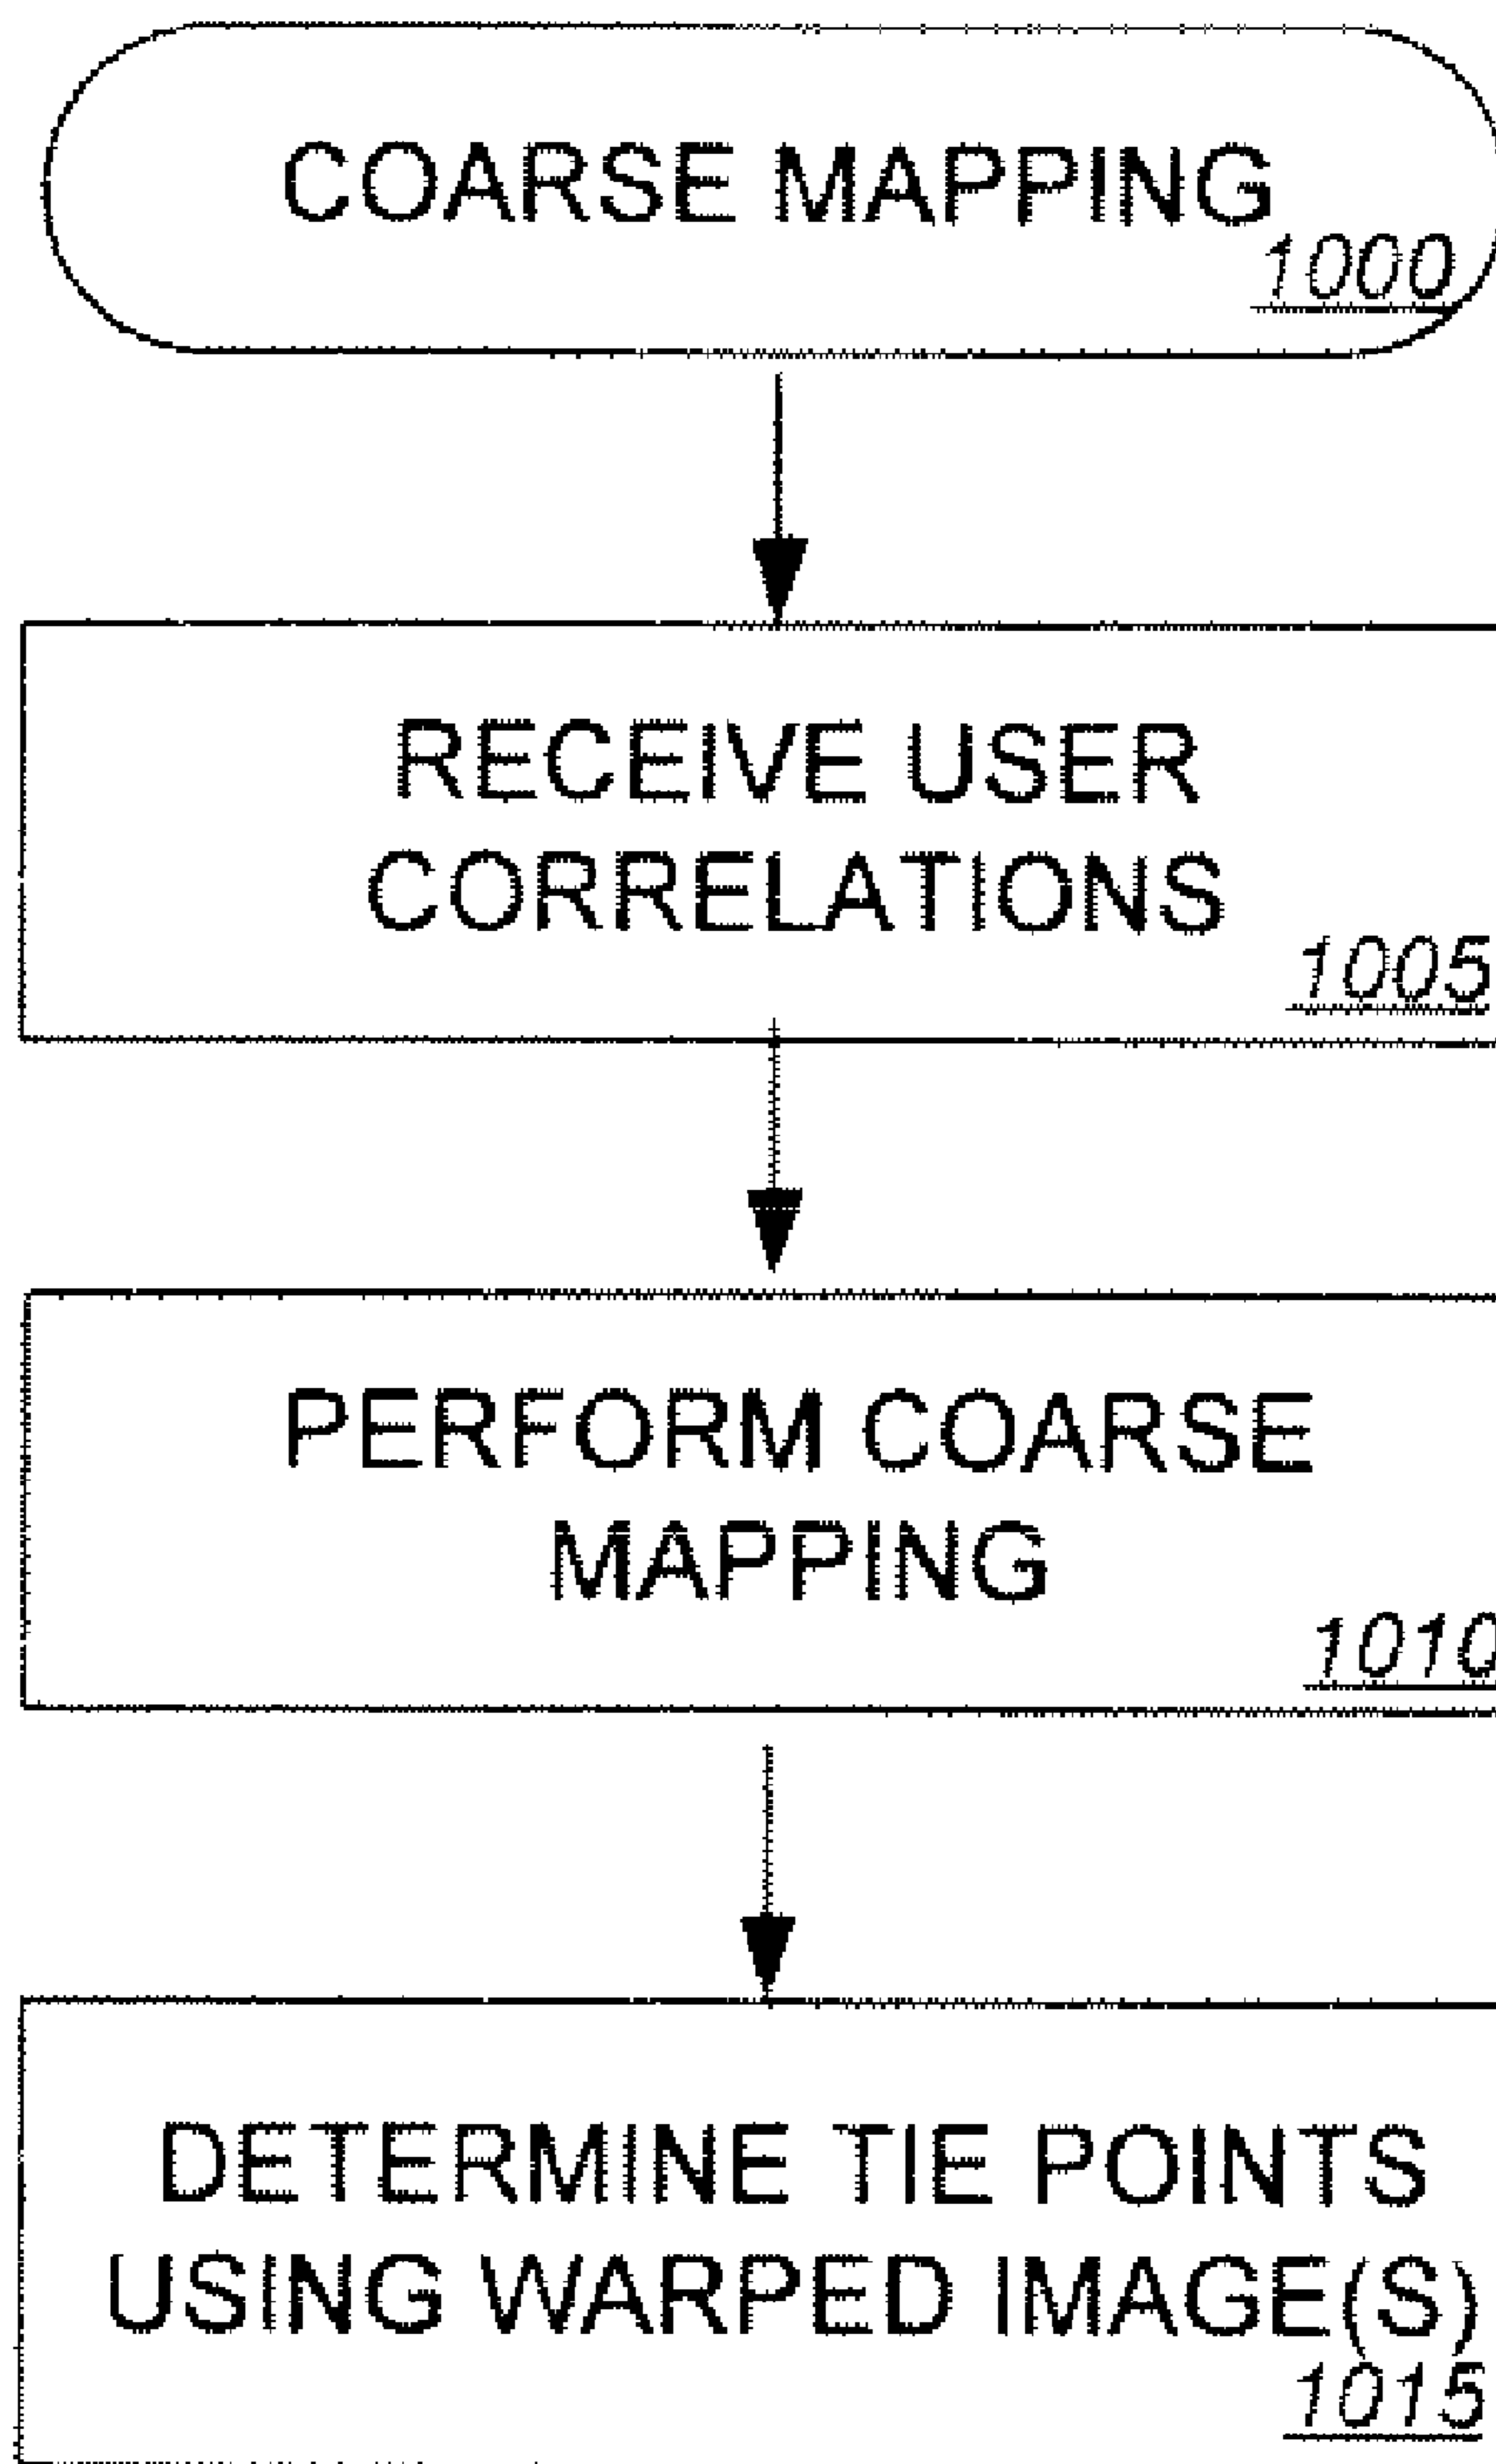 COARSE MAPPING
1000
RECEIVE USER
CORRELATIONS
1005
PERFORM COARSE
MAPPING
1010
DETERMINE TIE POINTS
USING WARPED IMAGE(S)
1015